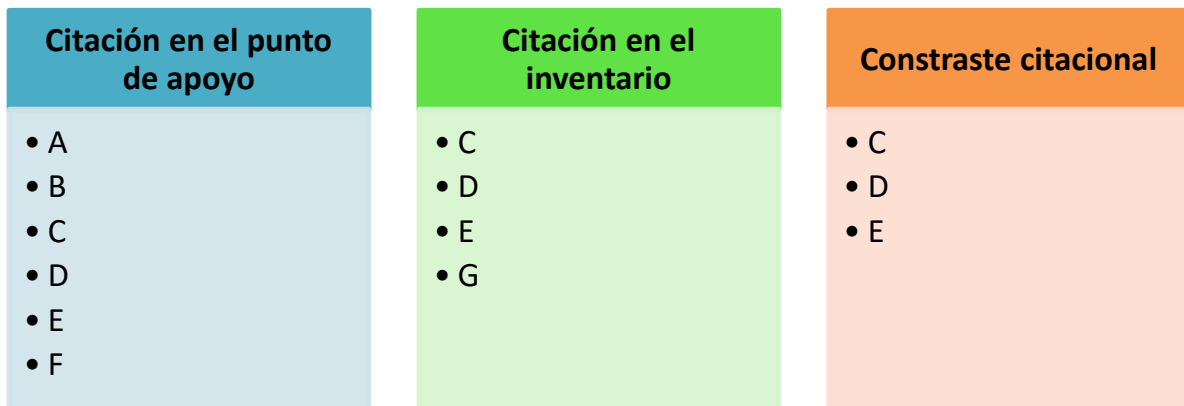 Citación en el punto
de apoyo
• A
• B
• C
• D
• E
• F
Citación en el
inventario
• C
• D
• E
• G
Constraste citacional
• C
• D
• E